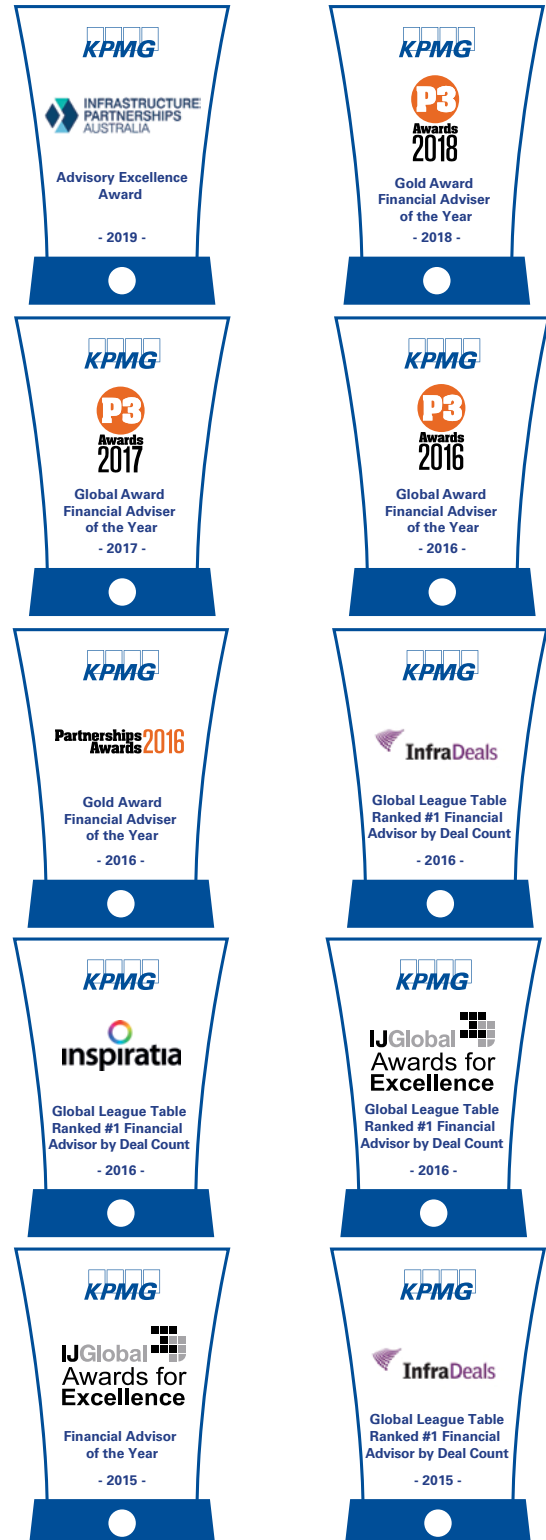 KPMG
INFRASTRUCTURE
PARTNERSHIPS
AUSTRALIA
Advisory Excellence
Award
- 2019 -
KPMG
P3
Awards
2018
Gold Award
Financial Adviser
of the Year
- 2018 -
KPMG
P3
Awards
2017
Global Award
Financial Adviser
of the Year
- 2017 -
KPMG
P3
Awards
2016
Global Award
Financial Adviser
of the Year
- 2016 -
KPMG
Partnerships
Awards 2016
Gold Award
Financial Adviser
of the Year
- 2016 -
KPMG
InfraDeals
Global League Table
Ranked #1 Financial
Advisor by Deal Count
- 2016 -
KPMG
inspiratia
Global League Table
Ranked #1 Financial
Advisor by Deal Count
- 2016 -
KPMG
IJGlobal
Awards for
Excellence
Global League Table
Ranked #1 Financial
Advisor by Deal Count
- 2016 -
KPMG
IJGlobal
Awards for
Excellence
Financial Advisor
of the Year
- 2015 -
KPMG
InfraDeals
Global League Table
Ranked #1 Financial
Advisor by Deal Count
- 2015 -